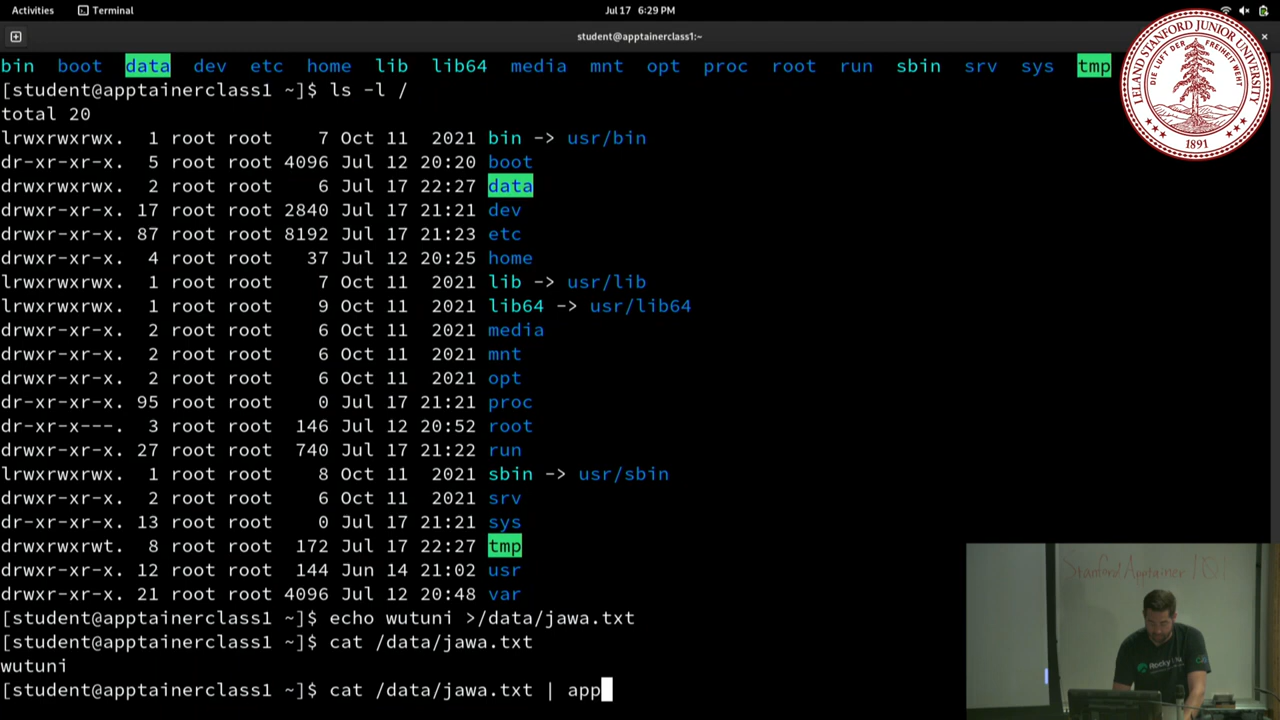 Activities Terminal Jul 17 6:29 PM
student@apptainerclass1:~
bin boot data dev etc home lib lib64 media mnt opt proc root run sbin srv sys tmp
[student@apptainerclass1 ~]$ ls -l /
total 20
lrwxrwxrwx. 1 root root 7 Oct 11 2021 bin -> usr/bin
dr-xr-xr-x. 5 root root 4096 Jul 12 20:20 boot
drwxrwxrwx. 2 root root 6 Jul 17 22:27 data
drwxr-xr-x. 17 root root 2840 Jul 17 21:21 dev
drwxr-xr-x. 87 root root 8192 Jul 17 21:23 etc
drwxr-xr-x. 4 root root 37 Jul 12 20:25 home
lrwxrwxrwx. 1 root root 7 Oct 11 2021 lib -> usr/lib
lrwxrwxrwx. 1 root root 9 Oct 11 2021 lib64 -> usr/lib64
drwxr-xr-x. 2 root root 6 Oct 11 2021 media
drwxr-xr-x. 2 root root 6 Oct 11 2021 mnt
drwxr-xr-x. 2 root root 6 Oct 11 2021 opt
dr-xr-xr-x. 95 root root 0 Jul 17 21:21 proc
dr-xr-x---. 3 root root 146 Jul 12 20:52 root
drwxr-xr-x. 27 root root 740 Jul 17 21:22 run
lrwxrwxrwx. 1 root root 8 Oct 11 2021 sbin -> usr/sbin
drwxr-xr-x. 2 root root 6 Oct 11 2021 srv
dr-xr-xr-x. 13 root root 0 Jul 17 21:21 sys
drwxrwxrwt. 8 root root 172 Jul 17 22:27 tmp
drwxr-xr-x. 12 root root 144 Jun 14 21:02 usr
drwxr-xr-x. 21 root root 4096 Jul 12 20:48 var
[student@apptainerclass1 ~]$ echo wutuni >/data/jawa.txt
[student@apptainerclass1 ~]$ cat /data/jawa.txt
wutuni
[student@apptainerclass1 ~]$ cat /data/jawa.txt | app
LELAND STANFORD JUNIOR UNIVERSITY
DIE LUFT DER FREIHEIT WEHT
1891
Stanford Apptainer 101
Rocky